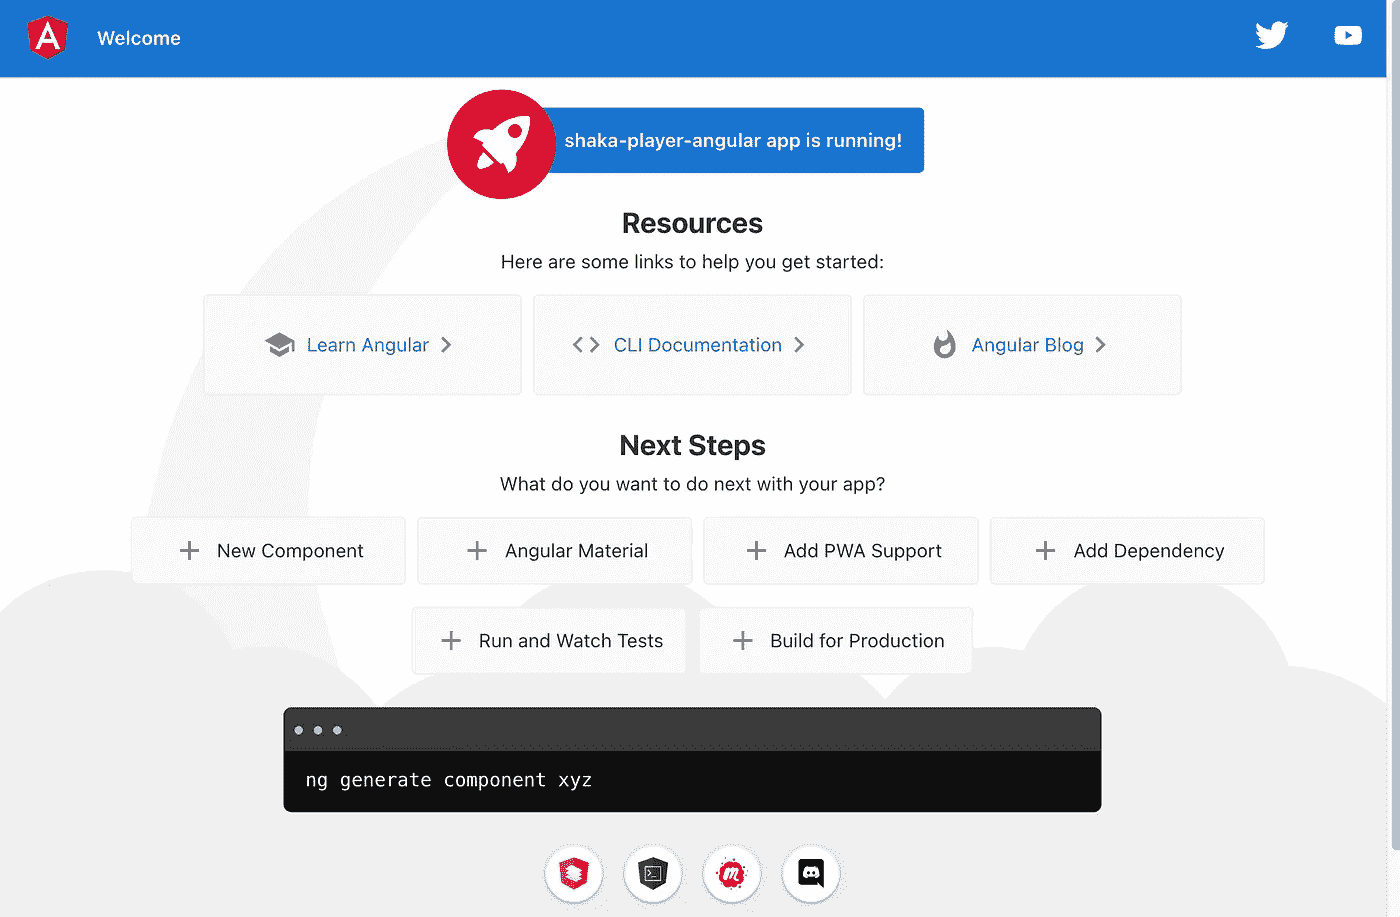 Welcome
shaka-player-angular app is running!
Resources
Here are some links to help you get started:
Learn Angular
CLI Documentation
Angular Blog
Next Steps
What do you want to do next with your app?
New Component
Angular Material
Add PWA Support
Add Dependency
Run and Watch Tests
Build for Production
ng generate component xyz